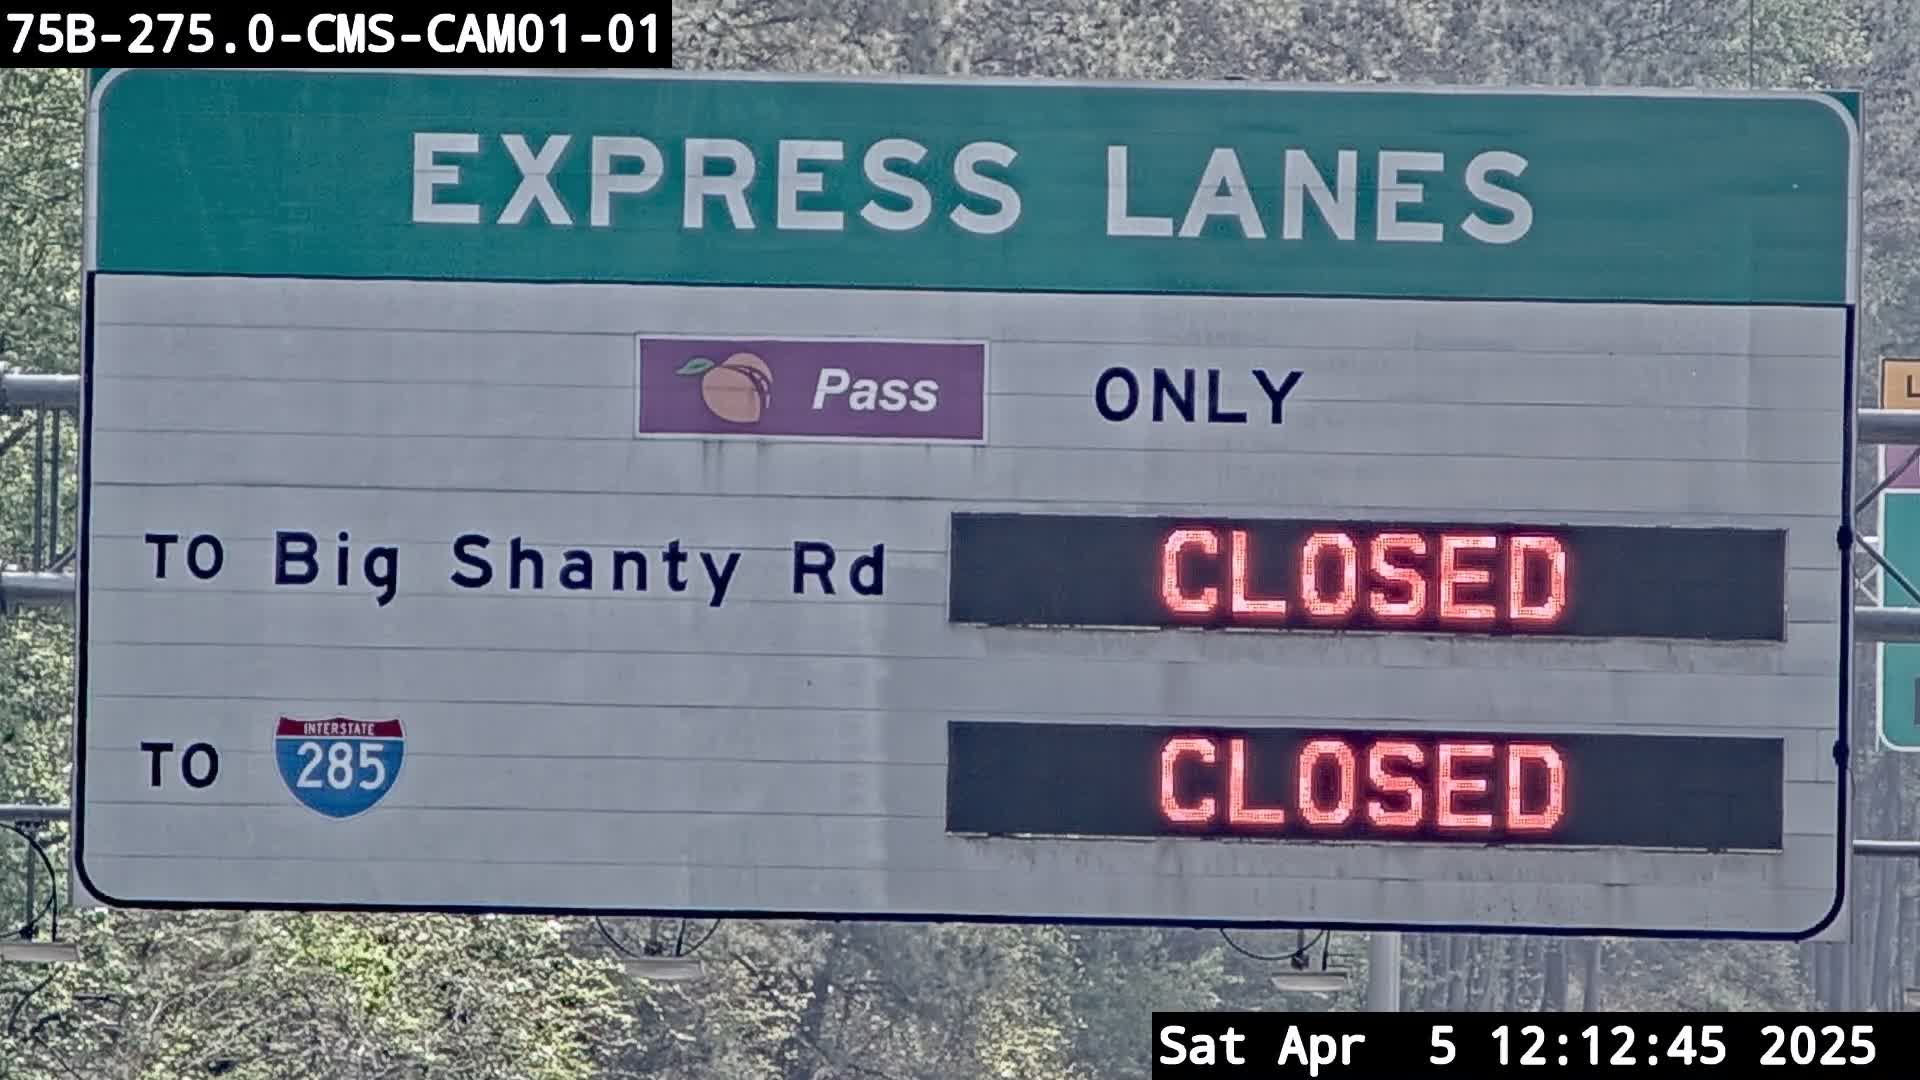 75B-275.0-CMS-CAM01-01
EXPRESS LANES
Pass ONLY
TO Big Shanty Rd CLOSED
TO INTERSTATE 285 CLOSED
Sat Apr 5 12:12:45 2025